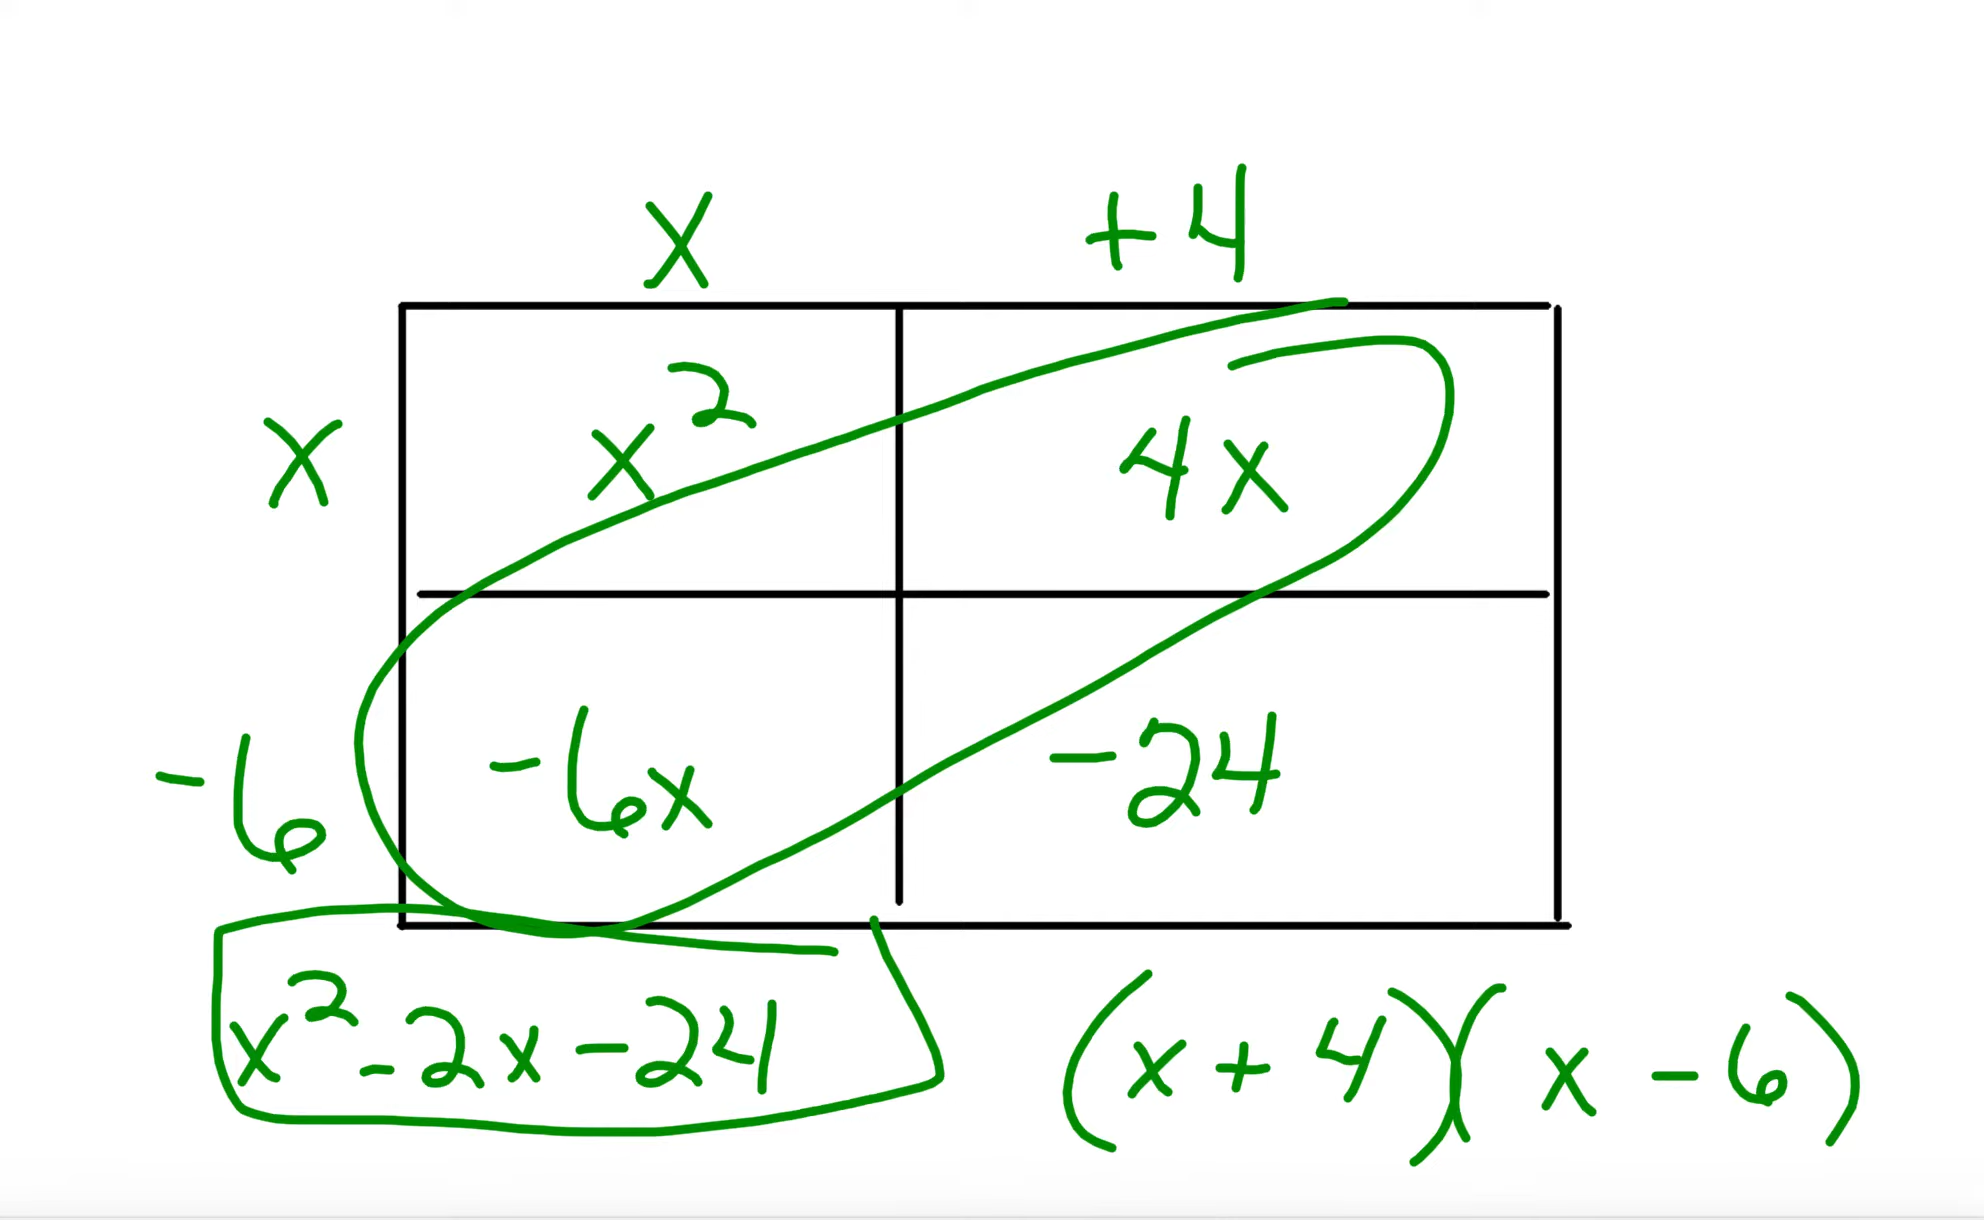 x +4
x x² 4x
-6 -6x -24
x² - 2x - 24 (x + 4)(x - 6)